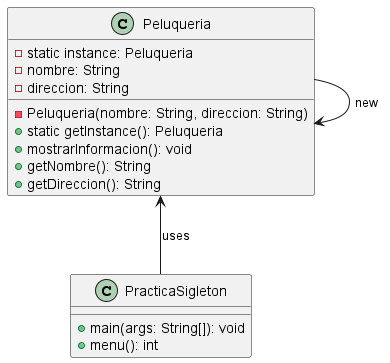 C Peluqueria
static instance: Peluqueria
nombre: String
direccion: String
Peluqueria(nombre: String, direccion: String)
static getInstance(): Peluqueria
mostrarInformacion(): void
getNombre(): String
getDireccion(): String
new
uses
C PracticaSigleton
main(args: String[]): void
menu(): int